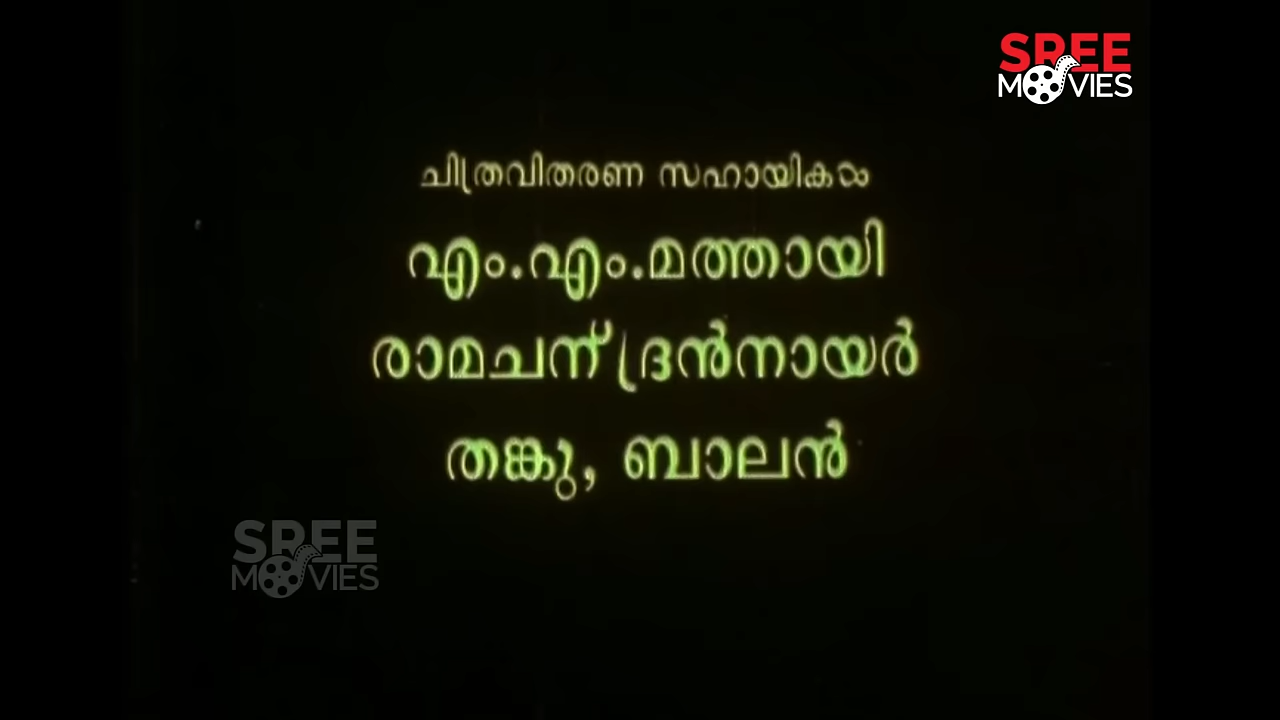 SREE
MOVIES
ചിത്രവിതരണ സഹായികൾ
എം.എം.മത്തായി
രാമചന്ദ്രൻനായർ
തങ്കു, ബാലൻ
SREE
MOVIES